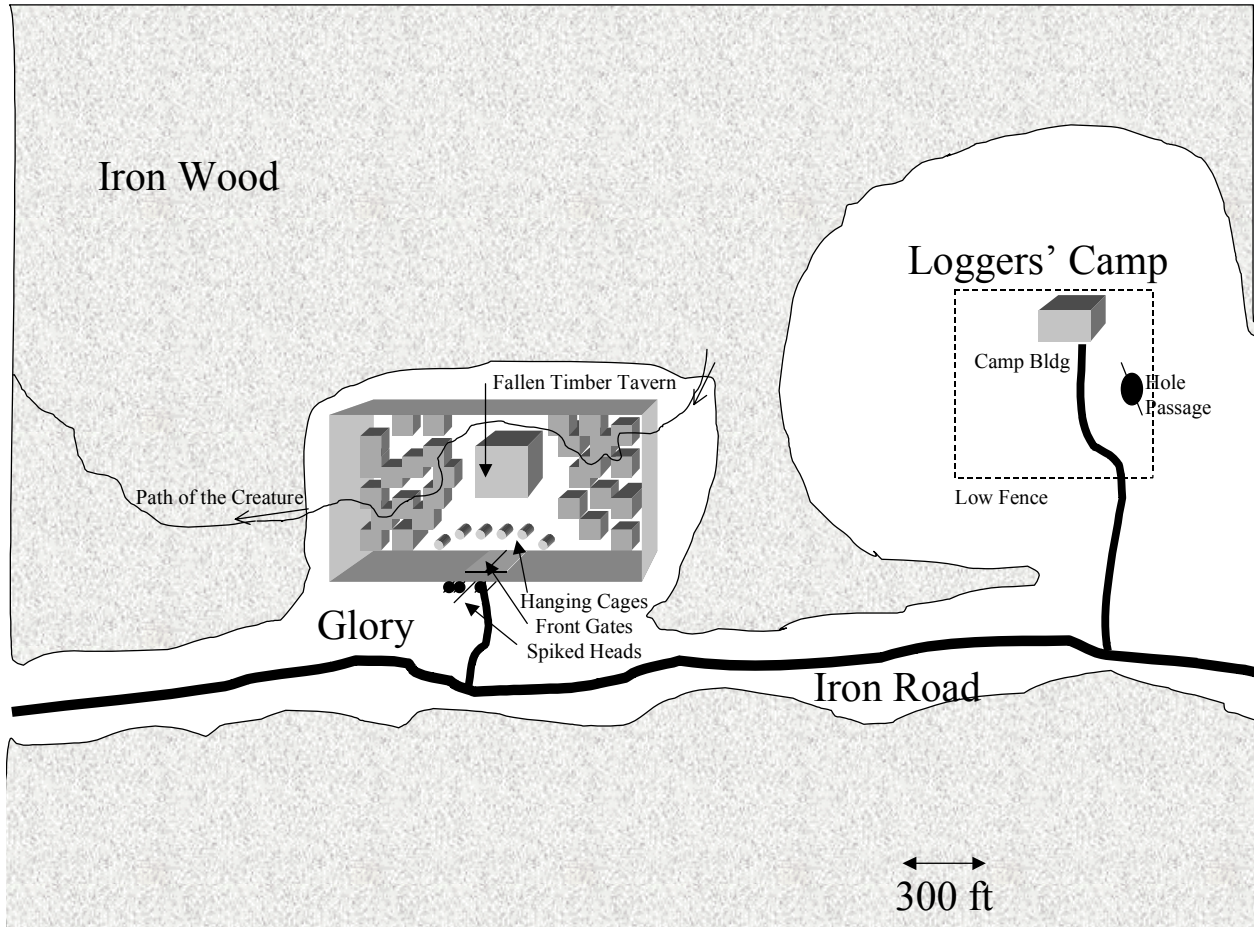 Iron Wood
Loggers’ Camp
Camp Bldg
Hole
Passage
Fallen Timber Tavern
Path of the Creature
Low Fence
Hanging Cages
Front Gates
Spiked Heads
Glory
Iron Road
300 ft